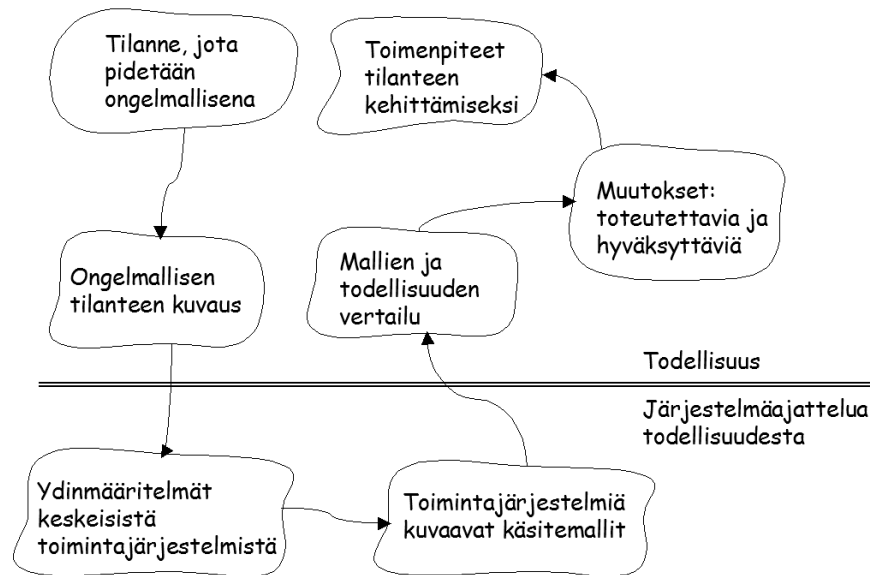 Tilanne, jota
pidetään
ongelmallisena
Toimenpiteet
tilanteen
kehittämiseksi
Muutokset:
toteutettavia ja
hyväksyttäviä
Ongelmallisen
tilanteen kuvaus
Mallien ja
todellisuuden
vertailu
Todellisuus
Järjestelmäajattelua
todellisuudesta
Ydinmääritelmät
keskeisistä
toimintajärjestelmistä
Toimintajärjestelmiä
kuvaavat käsitemallit